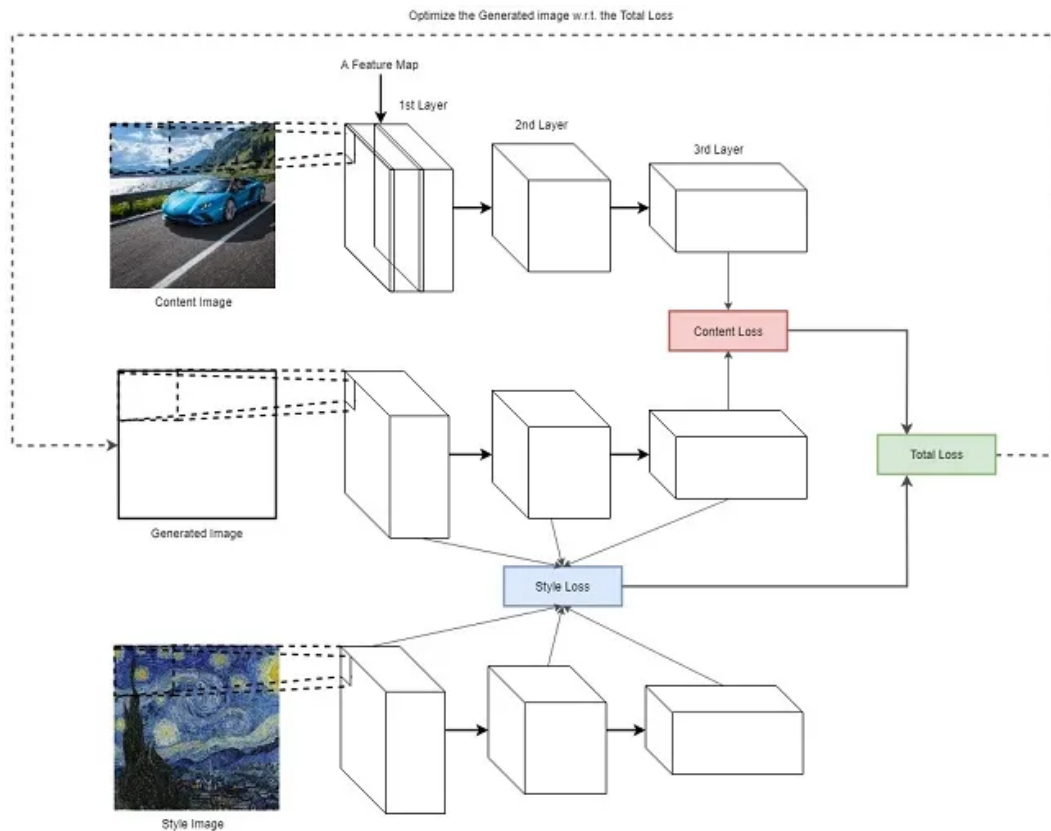 Optimize the Generated image w.r.t. the Total Loss
A Feature Map
1st Layer
2nd Layer
3rd Layer
Content Image
Content Loss
Total Loss
Generated Image
Style Loss
Style Image